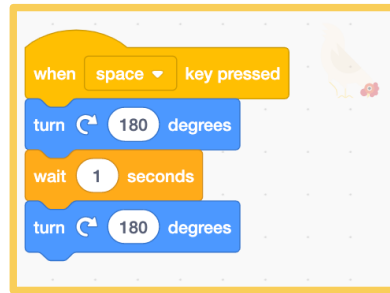 when space key pressed
turn 180 degrees
wait 1 seconds
turn 180 degrees